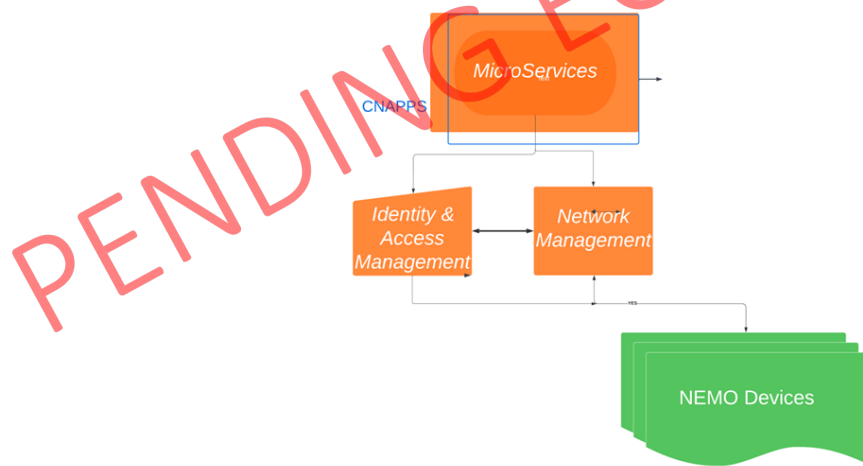 MicroServices
CNAPPS
Identity &
Access
Management
Network
Management
YES
NEMO Devices
PENDING